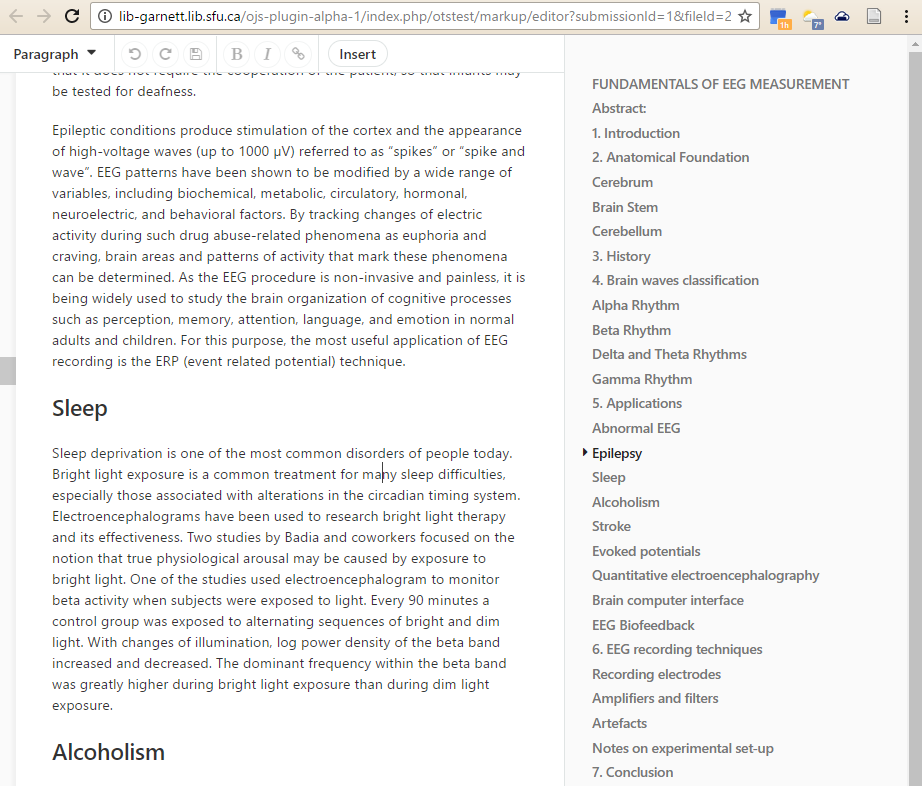 lib-garnett.lib.sfu.ca/ojs-plugin-alpha-1/index.php/otstest/markup/editor?submissionId=1&fileId=2
1h
7°
Paragraph
B
I
Insert
that it does not require the cooperation of the patient, so that infants may
be tested for deafness.
Epileptic conditions produce stimulation of the cortex and the appearance
of high-voltage waves (up to 1000 μV) referred to as “spikes” or “spike and
wave”. EEG patterns have been shown to be modified by a wide range of
variables, including biochemical, metabolic, circulatory, hormonal,
neuroelectric, and behavioral factors. By tracking changes of electric
activity during such drug abuse-related phenomena as euphoria and
craving, brain areas and patterns of activity that mark these phenomena
can be determined. As the EEG procedure is non-invasive and painless, it is
being widely used to study the brain organization of cognitive processes
such as perception, memory, attention, language, and emotion in normal
adults and children. For this purpose, the most useful application of EEG
recording is the ERP (event related potential) technique.
Sleep
Sleep deprivation is one of the most common disorders of people today.
Bright light exposure is a common treatment for many sleep difficulties,
especially those associated with alterations in the circadian timing system.
Electroencephalograms have been used to research bright light therapy
and its effectiveness. Two studies by Badia and coworkers focused on the
notion that true physiological arousal may be caused by exposure to
bright light. One of the studies used electroencephalogram to monitor
beta activity when subjects were exposed to light. Every 90 minutes a
control group was exposed to alternating sequences of bright and dim
light. With changes of illumination, log power density of the beta band
increased and decreased. The dominant frequency within the beta band
was greatly higher during bright light exposure than during dim light
exposure.
Alcoholism
FUNDAMENTALS OF EEG MEASUREMENT
Abstract:
1. Introduction
2. Anatomical Foundation
Cerebrum
Brain Stem
Cerebellum
3. History
4. Brain waves classification
Alpha Rhythm
Beta Rhythm
Delta and Theta Rhythms
Gamma Rhythm
5. Applications
Abnormal EEG
Epilepsy
Sleep
Alcoholism
Stroke
Evoked potentials
Quantitative electroencephalography
Brain computer interface
EEG Biofeedback
6. EEG recording techniques
Recording electrodes
Amplifiers and filters
Artefacts
Notes on experimental set-up
7. Conclusion